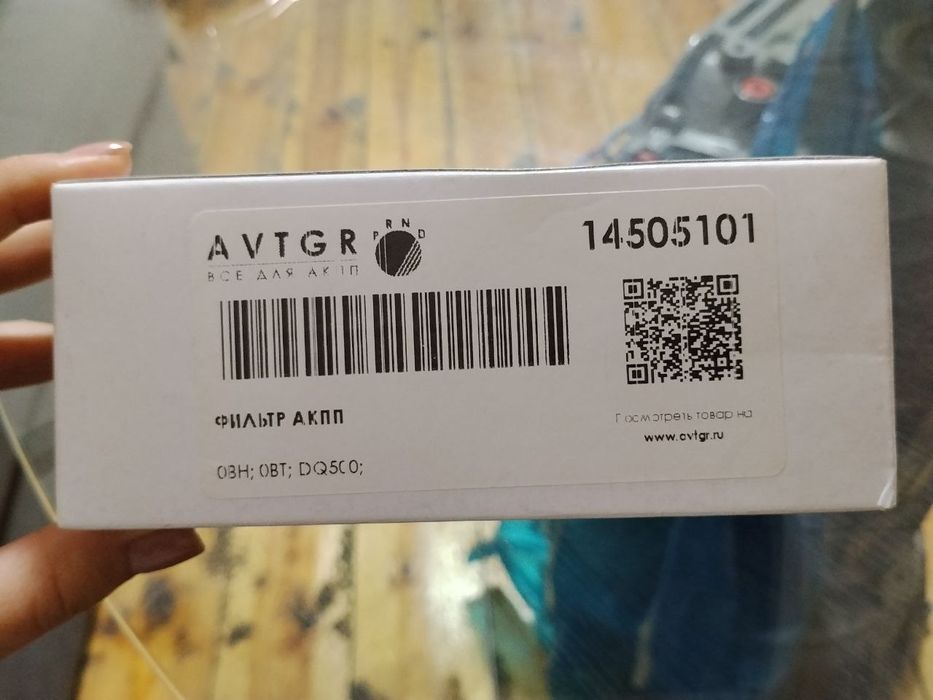 AVTGR
P R N D
ВСЕ ДЛЯ АКПП
14505101
ФИЛЬТР АКПП
0BH; 0BT; DQ500;
Посмотреть товар на
www.avtgr.ru